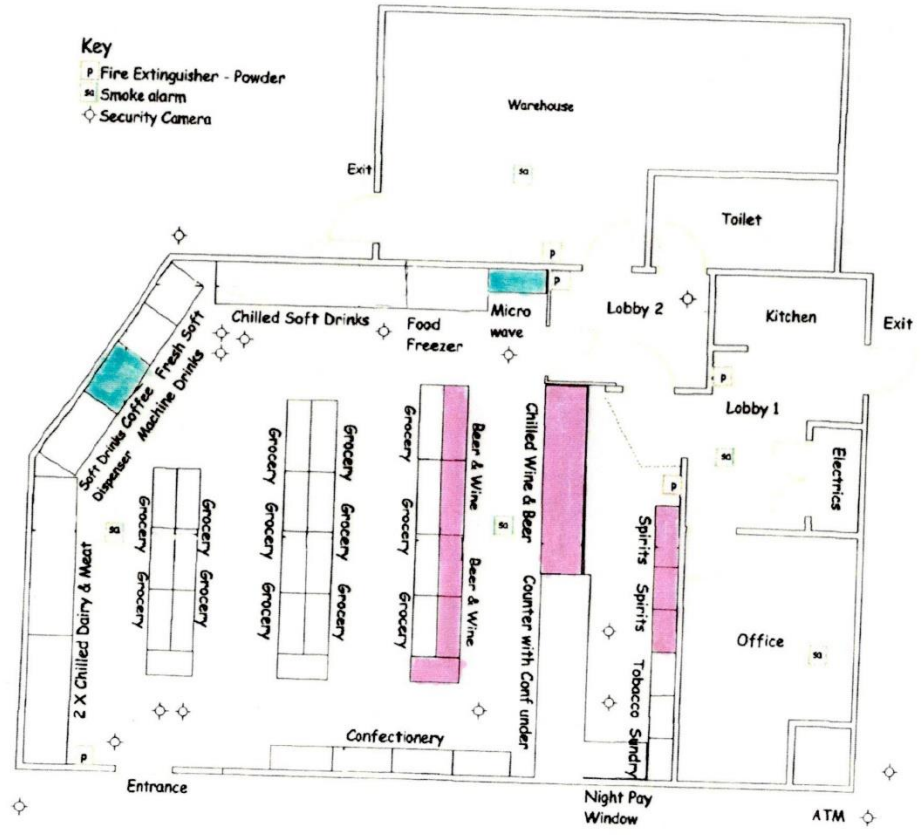 Key
p Fire Extinguisher - Powder
sa Smoke alarm
Security Camera
Warehouse
Exit
sa
Toilet
p
p
Lobby 2
Kitchen
Exit
Chilled Soft Drinks
Food
Freezer
Micro
wave
p
Lobby 1
Fresh Soft
Drinks
Coffee
Machine
Soft Drinks
Dispenser
sa
Electrics
p
Grocery
Grocery
Grocery
Grocery
Grocery
Grocery
Grocery
Grocery
Grocery
Grocery
Grocery
Grocery
Grocery
Beer & Wine
Beer & Wine
sa
sa
Chilled Wine & Beer
Counter with Conf under
Spirits
Spirits
Tobacco
Sundry
Office
sa
2 X Chilled Dairy & Meat
Confectionery
p
Entrance
Night Pay
Window
ATM